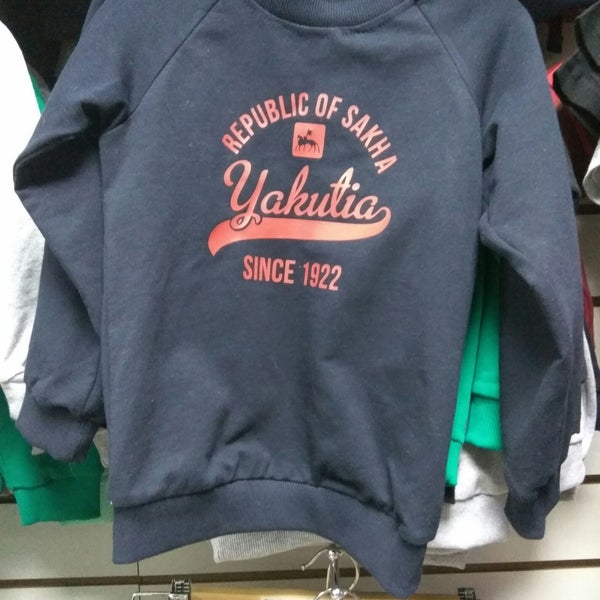 REPUBLIC OF SAKHA
Yakutia
SINCE 1922